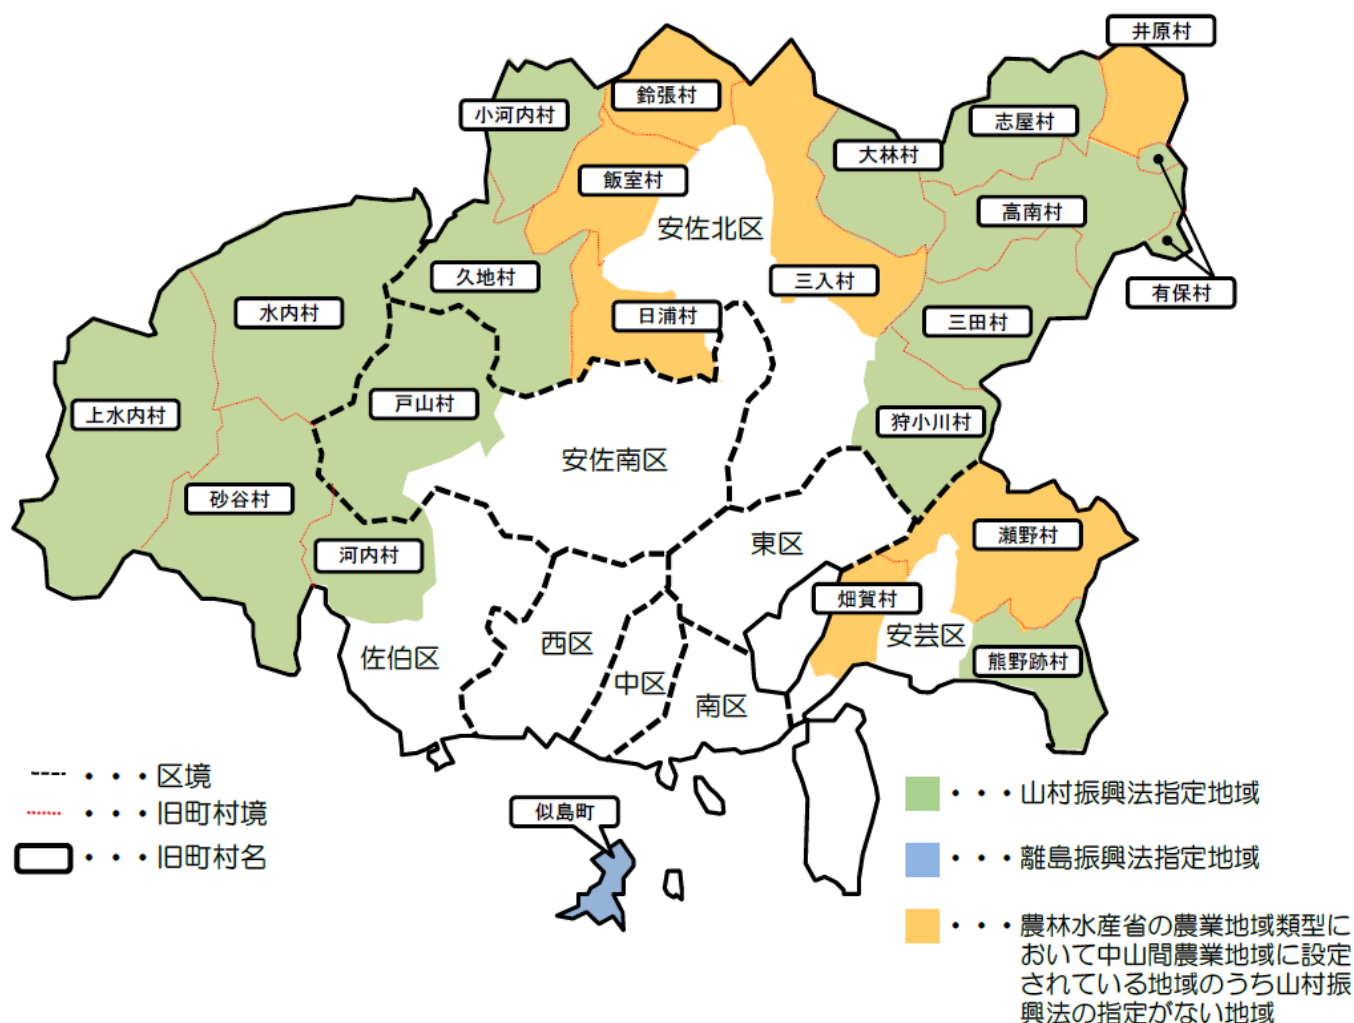 井原村
鈴張村
小河内村
志屋村
大林村
飯室村
高南村
安佐北区
久地村
三入村
有保村
水内村
日浦村
三田村
戸山村
上水内村
狩小川村
安佐南区
砂谷村
瀬野村
東区
河内村
畑賀村
安芸区
西区
佐伯区
熊野跡村
中区
南区
・・・区境
・・・旧町村境
・・・旧町村名
似島町
・・・山村振興法指定地域
・・・離島振興法指定地域
・・・農林水産省の農業地域類型に
おいて中山間農業地域に設定
されている地域のうち山村振
興法の指定がない地域